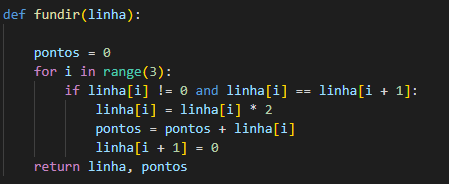 def fundir(linha):

    pontos = 0
    for i in range(3):
        if linha[i] != 0 and linha[i] == linha[i + 1]:
            linha[i] = linha[i] * 2
            pontos = pontos + linha[i]
            linha[i + 1] = 0
    return linha, pontos